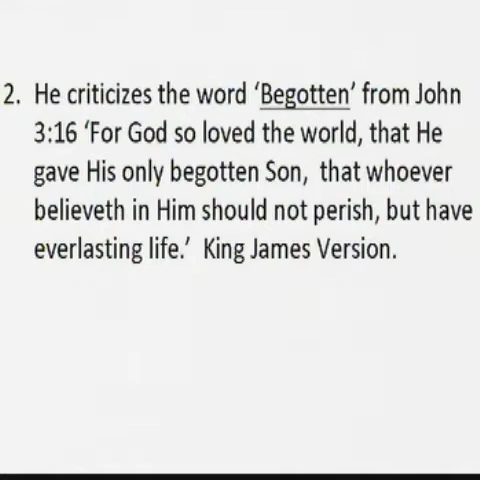 2. He criticizes the word ‘Begotten’ from John
3:16 ‘For God so loved the world, that He
gave His only begotten Son,  that whoever
believeth in Him should not perish, but have
everlasting life.’  King James Version.